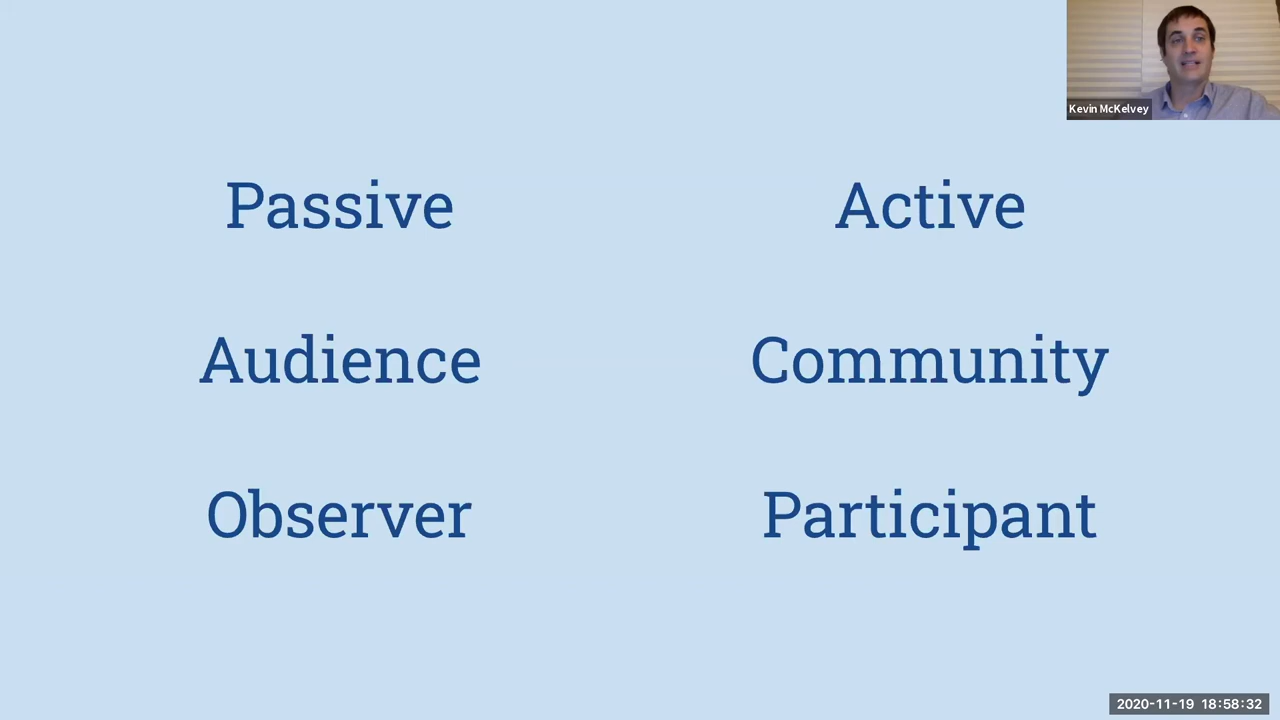 Kevin McKelvey
Passive
Active
Audience
Community
Observer
Participant
2020-11-19 18:58:32